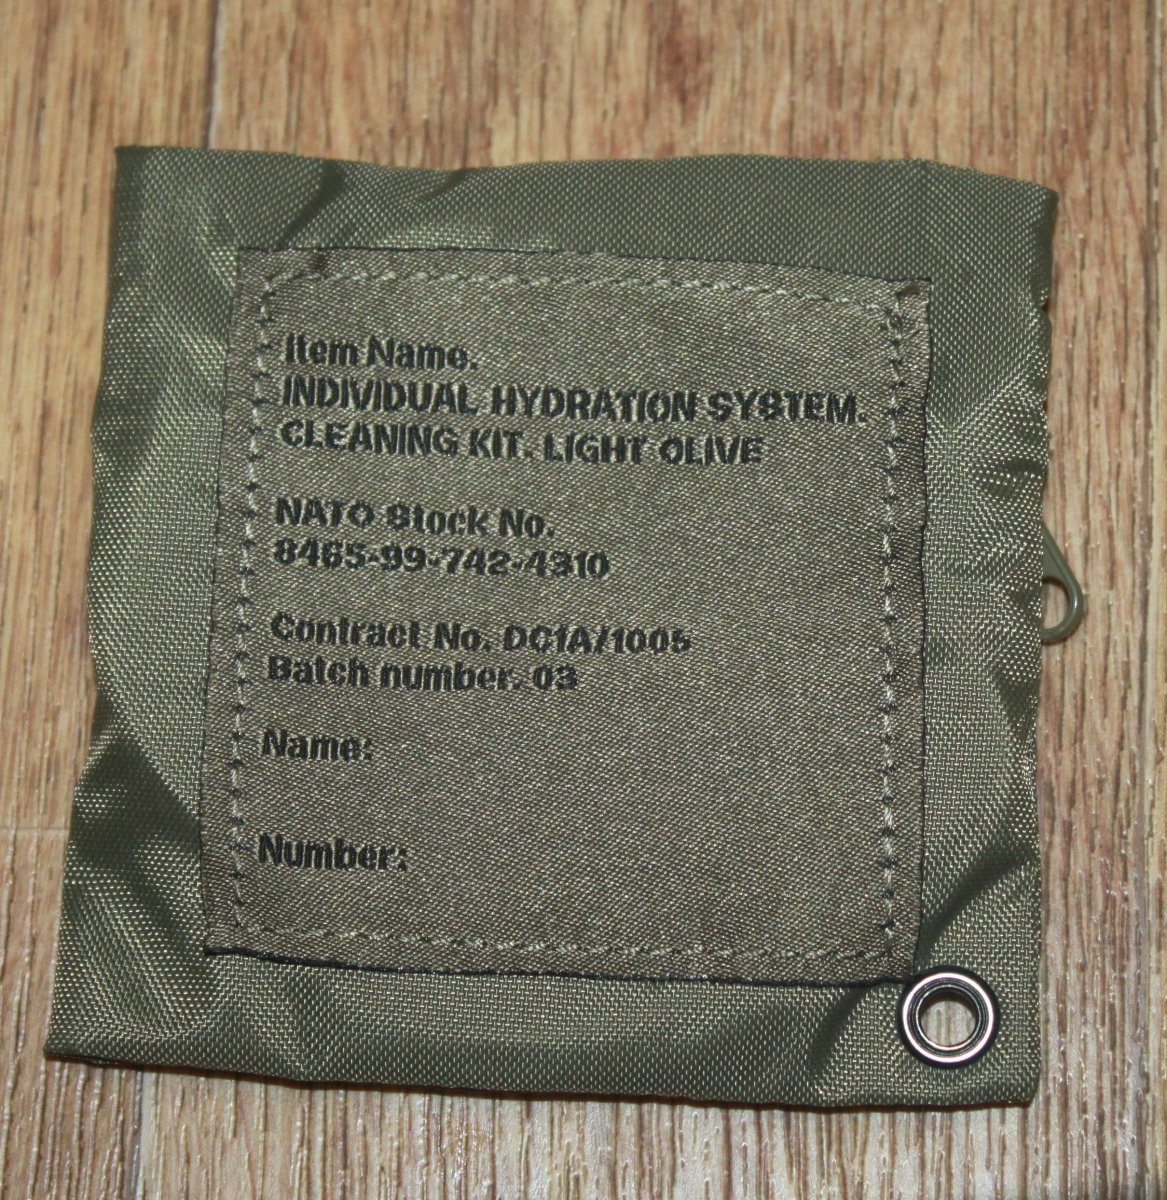 Item Name.
INDIVIDUAL HYDRATION SYSTEM.
CLEANING KIT. LIGHT OLIVE
NATO Stock No.
8465-99-742-4310
Contract No. DC1A/1005
Batch number. 03
Name:
Number: